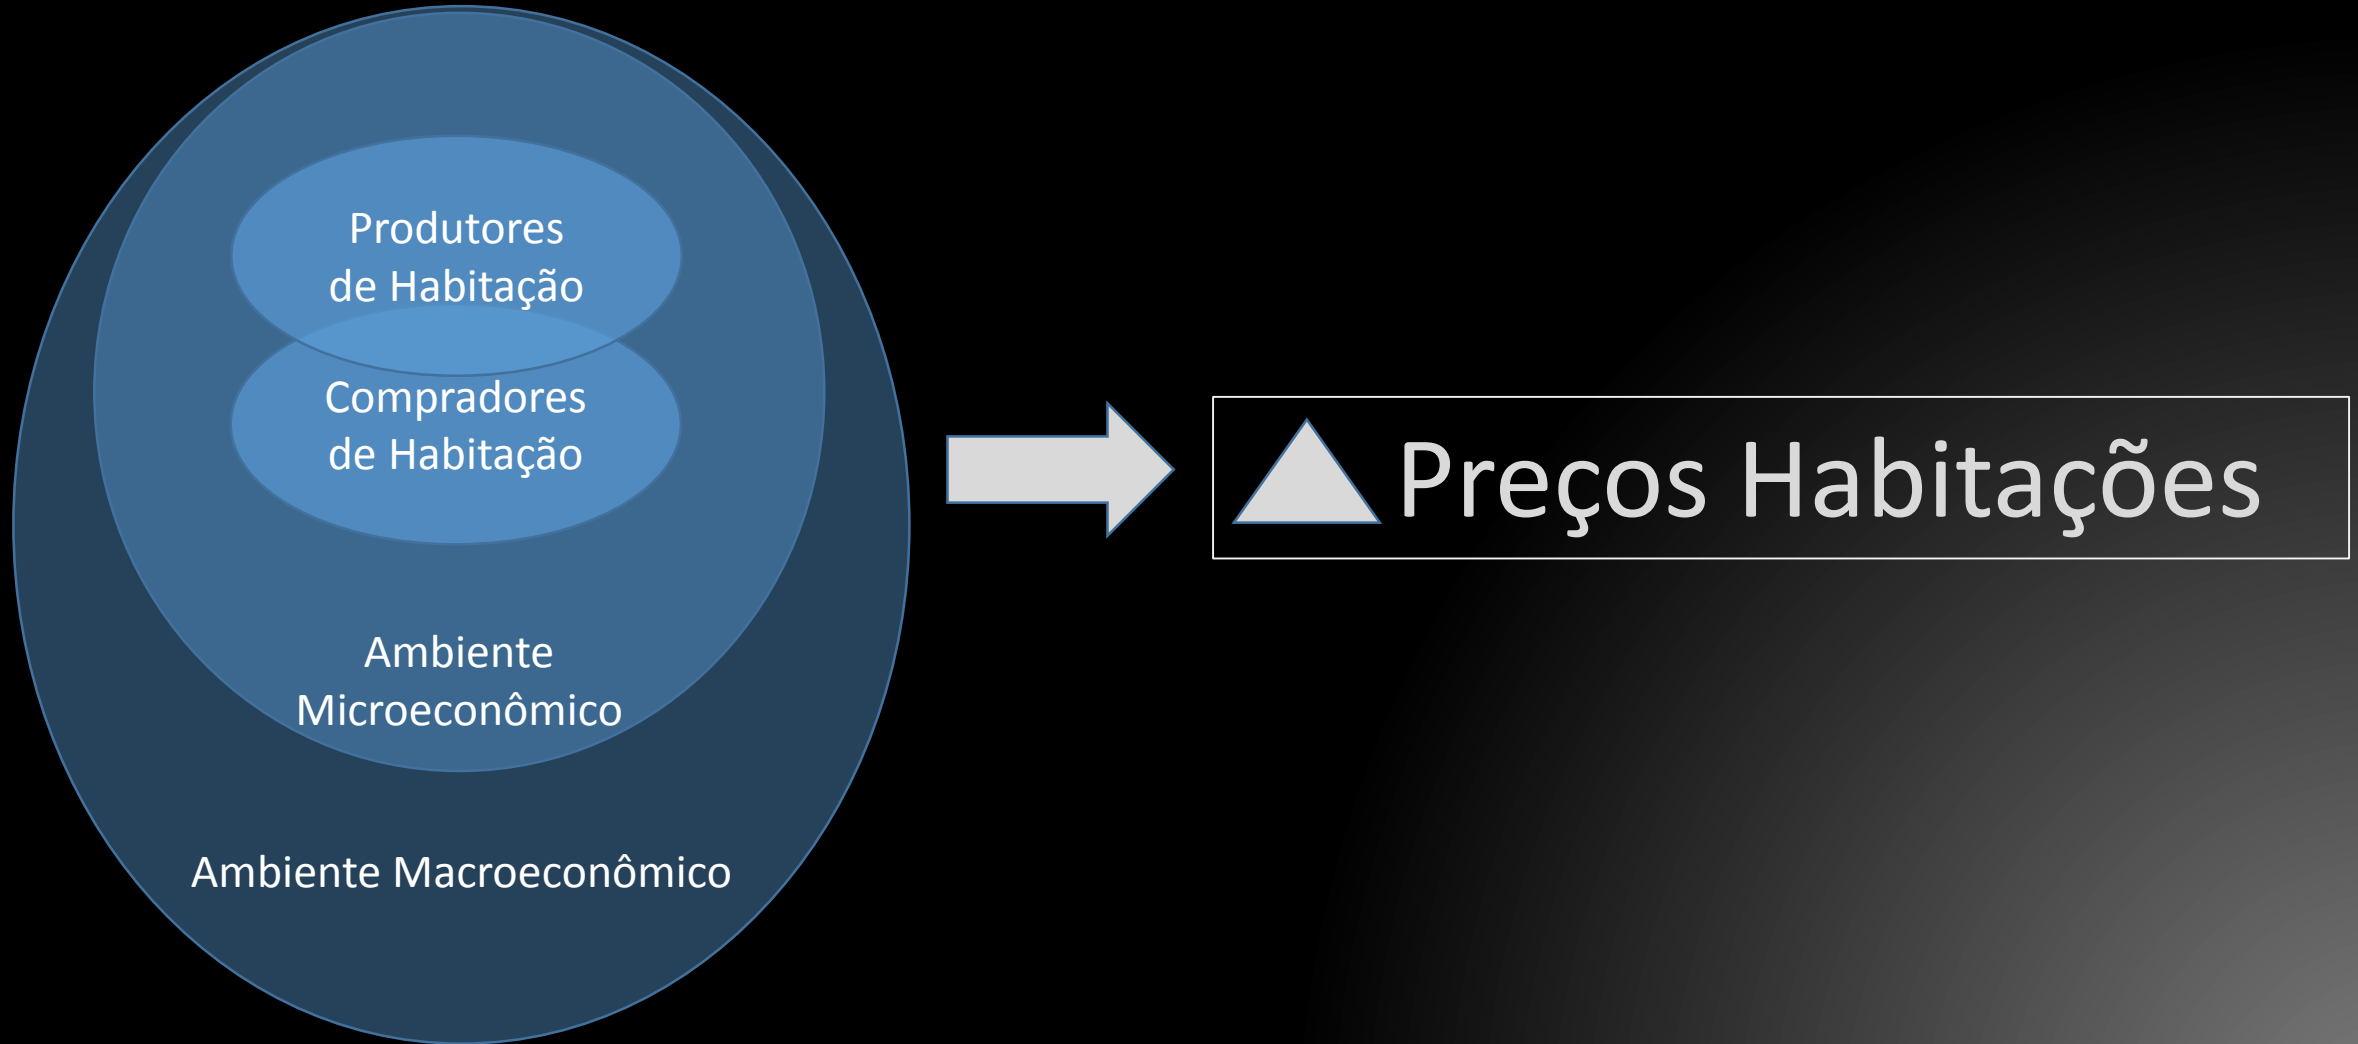 Produtores
de Habitação
Compradores
de Habitação
Ambiente
Microeconômico
Ambiente Macroeconômico
Preços Habitações